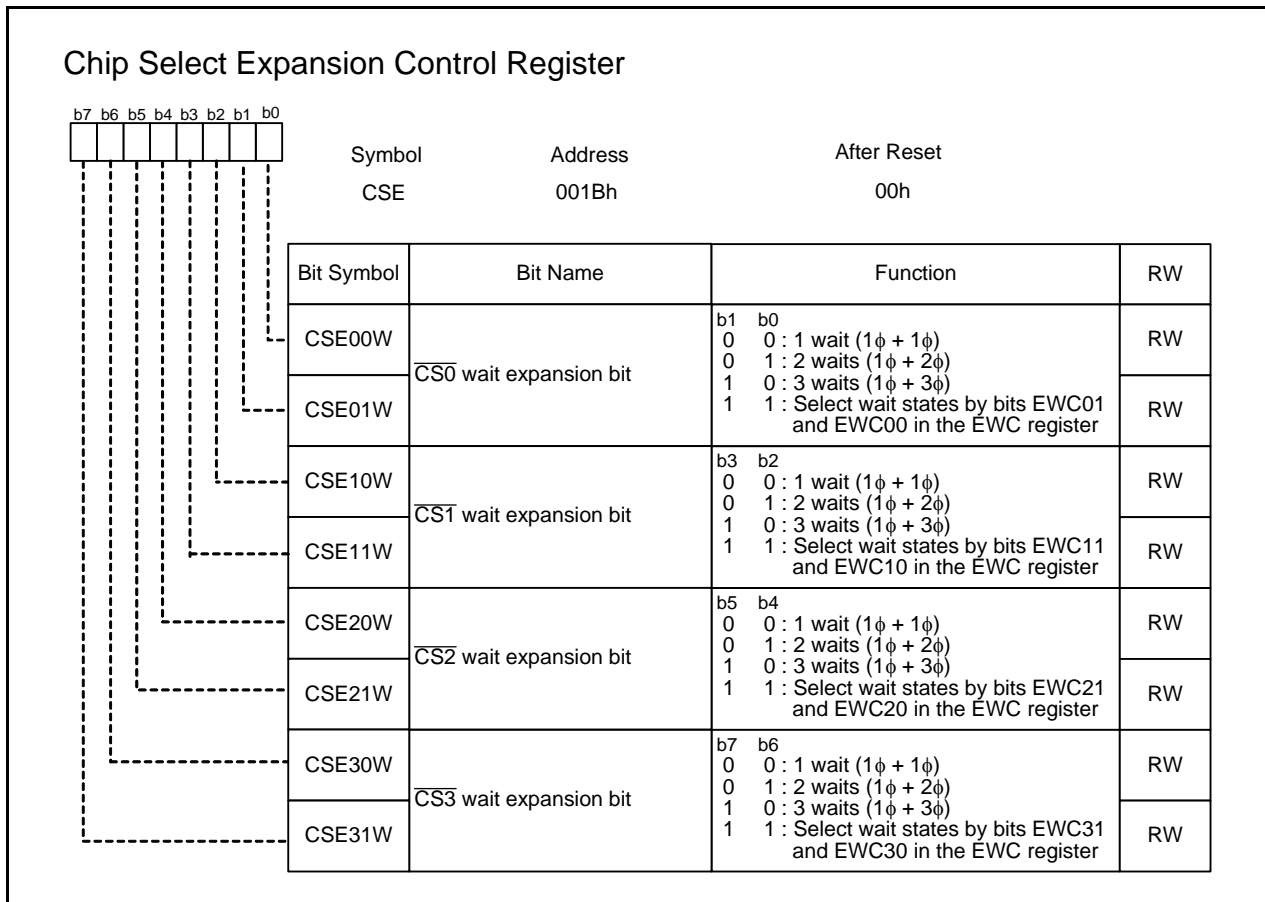 Chip Select Expansion Control Register
b7 b6 b5 b4 b3 b2 b1 b0
Symbol Address After Reset
CSE 001Bh 00h
Bit Symbol Bit Name Function RW
CSE00W
CSE01W
CS0 wait expansion bit
b1 b0
0 0 : 1 wait (1ϕ + 1ϕ)
0 1 : 2 waits (1ϕ + 2ϕ)
1 0 : 3 waits (1ϕ + 3ϕ)
1 1 : Select wait states by bits EWC01
and EWC00 in the EWC register
RW
RW
CSE10W
CSE11W
CS1 wait expansion bit
b3 b2
0 0 : 1 wait (1ϕ + 1ϕ)
0 1 : 2 waits (1ϕ + 2ϕ)
1 0 : 3 waits (1ϕ + 3ϕ)
1 1 : Select wait states by bits EWC11
and EWC10 in the EWC register
RW
RW
CSE20W
CSE21W
CS2 wait expansion bit
b5 b4
0 0 : 1 wait (1ϕ + 1ϕ)
0 1 : 2 waits (1ϕ + 2ϕ)
1 0 : 3 waits (1ϕ + 3ϕ)
1 1 : Select wait states by bits EWC21
and EWC20 in the EWC register
RW
RW
CSE30W
CSE31W
CS3 wait expansion bit
b7 b6
0 0 : 1 wait (1ϕ + 1ϕ)
0 1 : 2 waits (1ϕ + 2ϕ)
1 0 : 3 waits (1ϕ + 3ϕ)
1 1 : Select wait states by bits EWC31
and EWC30 in the EWC register
RW
RW